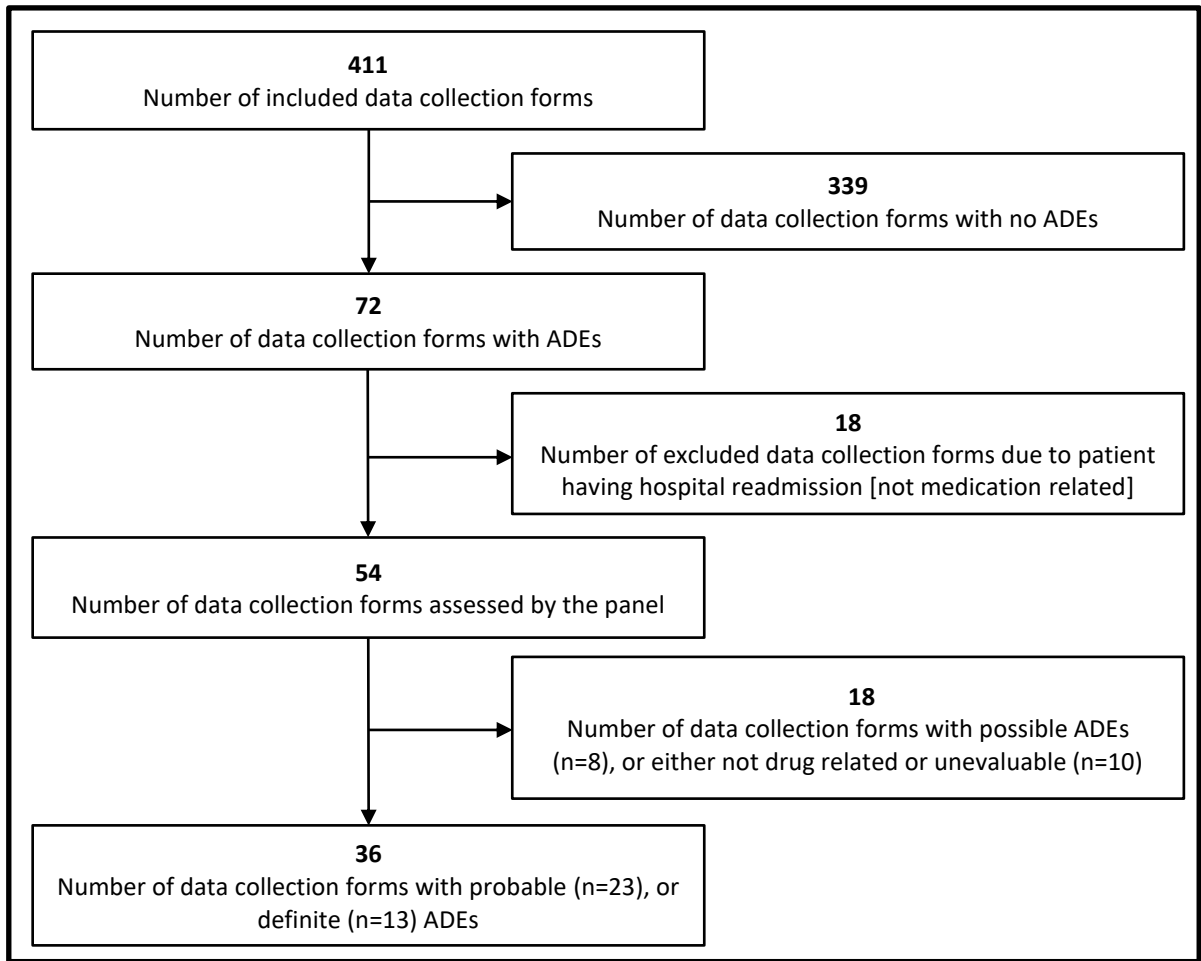 411
Number of included data collection forms
339
Number of data collection forms with no ADEs
72
Number of data collection forms with ADEs
18
Number of excluded data collection forms due to patient
having hospital readmission [not medication related]
54
Number of data collection forms assessed by the panel
18
Number of data collection forms with possible ADEs
(n=8), or either not drug related or unevaluable (n=10)
36
Number of data collection forms with probable (n=23), or
definite (n=13) ADEs